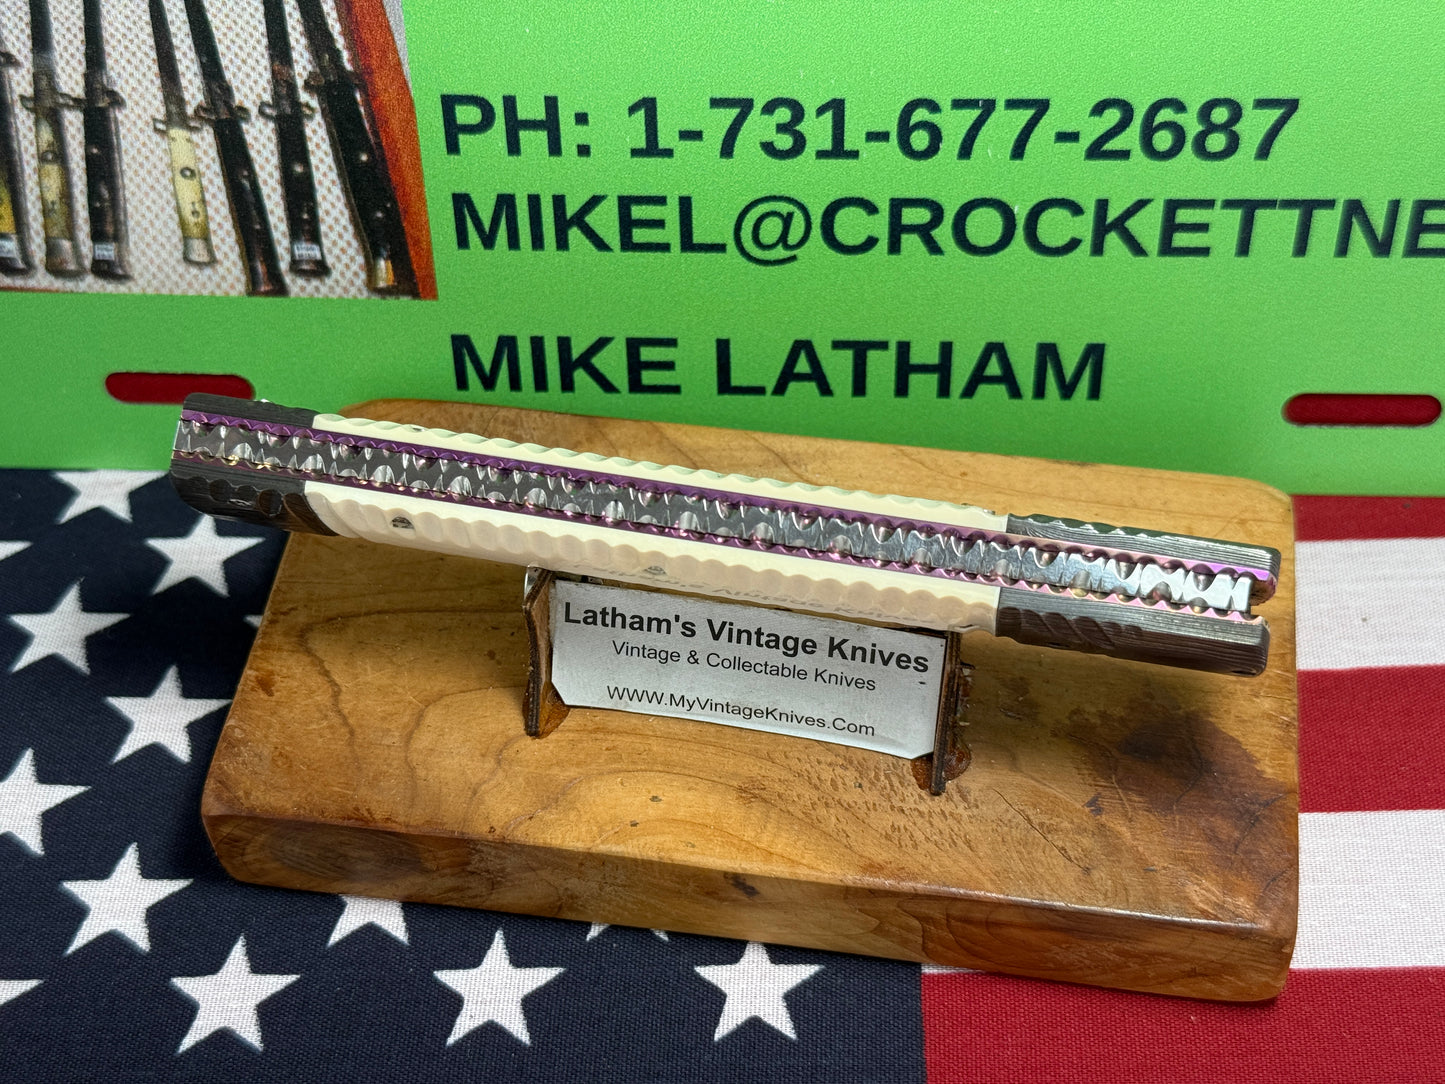 PH: 1-731-677-2687
MIKEL@CROCKETTNE
MIKE LATHAM
Latham's Vintage Knives
Vintage & Collectable Knives
WWW.MyVintageKnives.Com